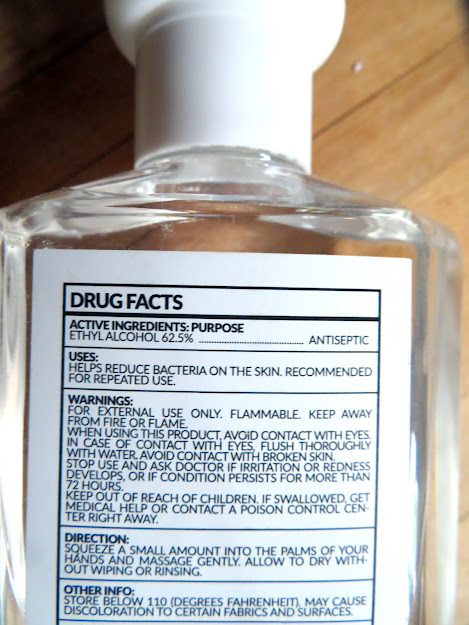 DRUG FACTS
ACTIVE INGREDIENTS: PURPOSE
ETHYL ALCOHOL 62.5% ........................................ ANTISEPTIC
USES:
HELPS REDUCE BACTERIA ON THE SKIN. RECOMMENDED
FOR REPEATED USE.
WARNINGS:
FOR EXTERNAL USE ONLY. FLAMMABLE. KEEP AWAY
FROM FIRE OR FLAME.
WHEN USING THIS PRODUCT, AVOID CONTACT WITH EYES.
IN CASE OF CONTACT WITH EYES, FLUSH THOROUGHLY
WITH WATER. AVOID CONTACT WITH BROKEN SKIN.
STOP USE AND ASK DOCTOR IF IRRITATION OR REDNESS
DEVELOPS, OR IF CONDITION PERSISTS FOR MORE THAN
72 HOURS.
KEEP OUT OF REACH OF CHILDREN. IF SWALLOWED, GET
MEDICAL HELP OR CONTACT A POISON CONTROL CEN-
TER RIGHT AWAY.
DIRECTION:
SQUEEZE A SMALL AMOUNT INTO THE PALMS OF YOUR
HANDS AND MASSAGE GENTLY. ALLOW TO DRY WITH-
OUT WIPING OR RINSING.
OTHER INFO:
STORE BELOW 110 (DEGREES FAHRENHEIT). MAY CAUSE
DISCOLORATION TO CERTAIN FABRICS AND SURFACES.